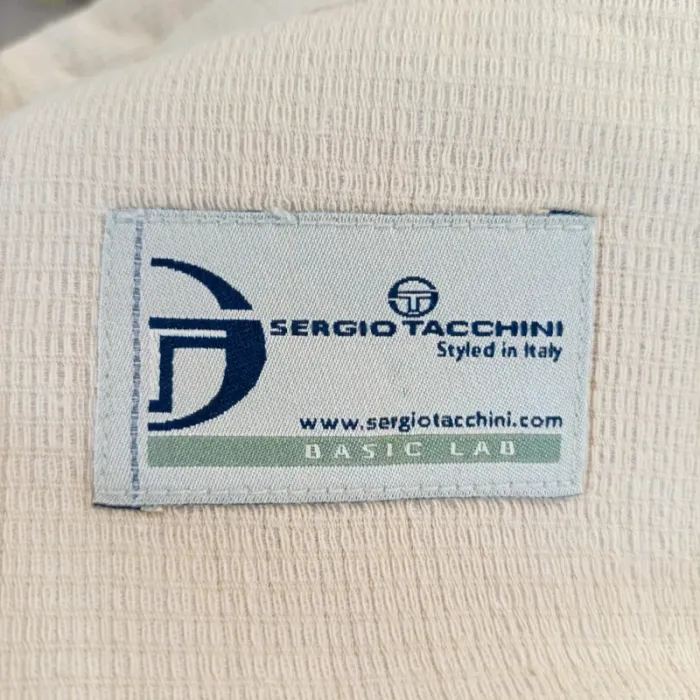 SERGIO TACCHINI
Styled in Italy
www.sergiotacchini.com
BASIC LAB